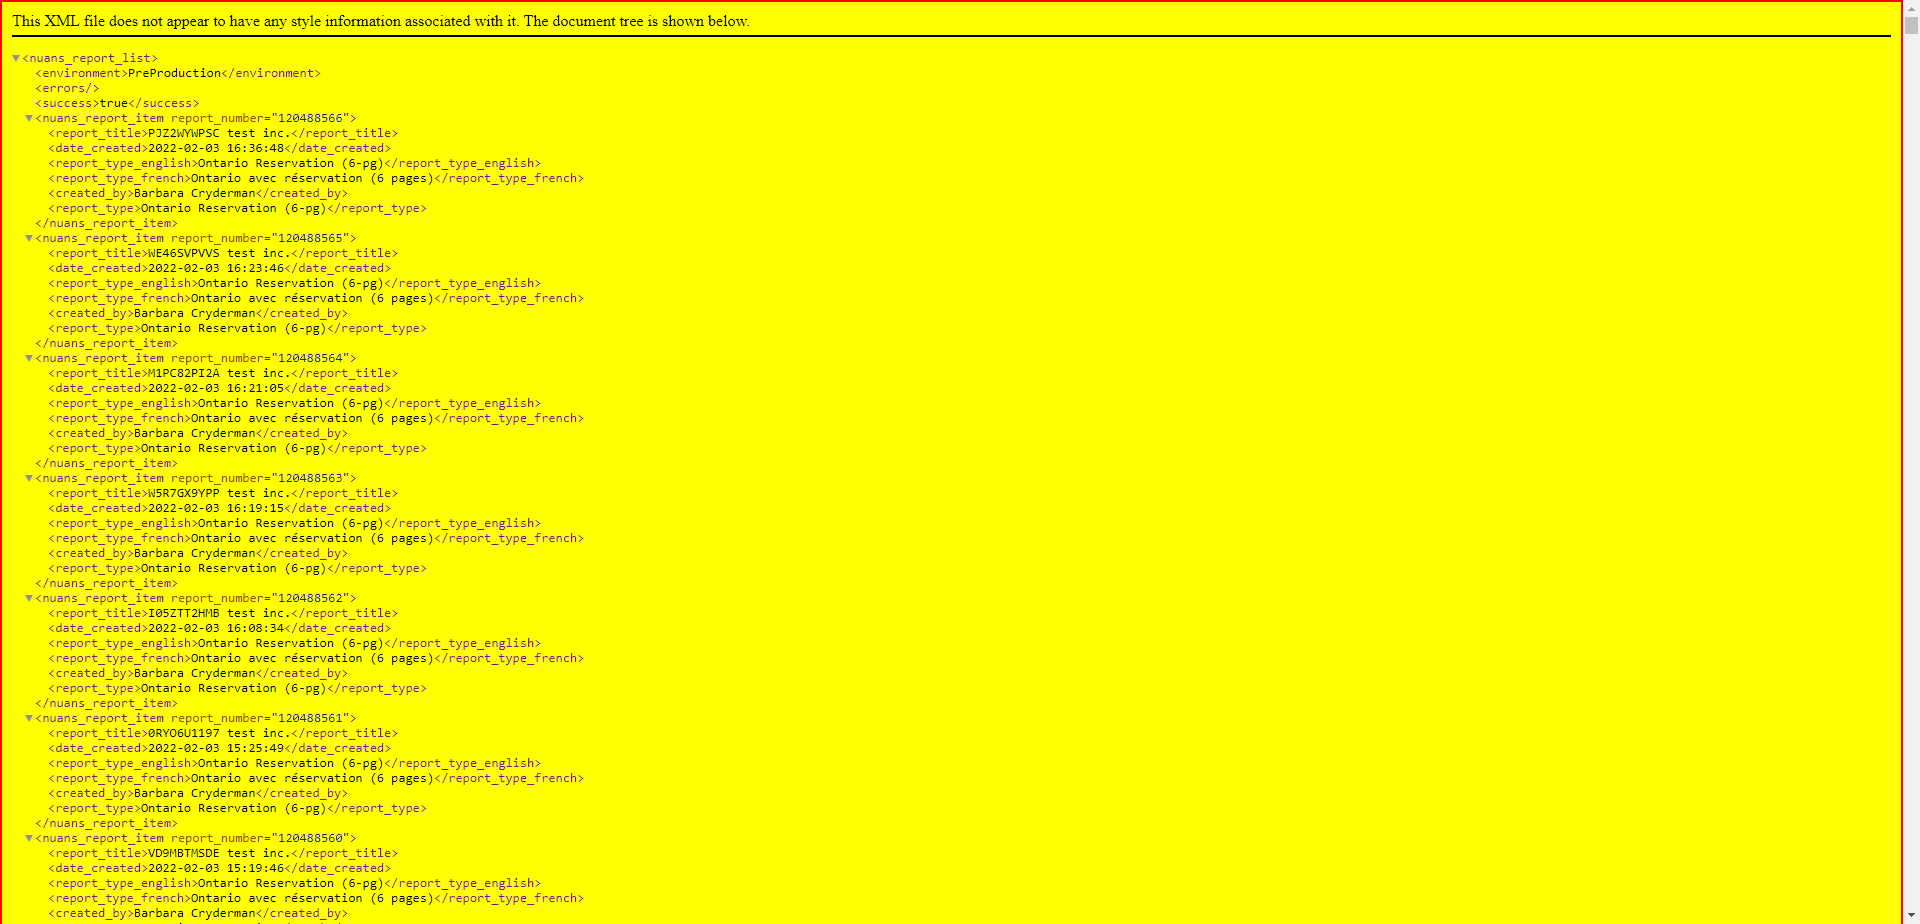 This XML file does not appear to have any style information associated with it. The document tree is shown below.
▼<nuans_report_list>
<environment>PreProduction</environment>
<errors/>
<success>true</success>
▼<nuans_report_item report_number="120488566">
<report_title>PJZ2WYWPSC test inc.</report_title>
<date_created>2022-02-03 16:36:48</date_created>
<report_type_english>Ontario Reservation (6-pg)</report_type_english>
<report_type_french>Ontario avec réservation (6 pages)</report_type_french>
<created_by>Barbara Cryderman</created_by>
<report_type>Ontario Reservation (6-pg)</report_type>
</nuans_report_item>
▼<nuans_report_item report_number="120488565">
<report_title>WE46SVPVVS test inc.</report_title>
<date_created>2022-02-03 16:23:46</date_created>
<report_type_english>Ontario Reservation (6-pg)</report_type_english>
<report_type_french>Ontario avec réservation (6 pages)</report_type_french>
<created_by>Barbara Cryderman</created_by>
<report_type>Ontario Reservation (6-pg)</report_type>
</nuans_report_item>
▼<nuans_report_item report_number="120488564">
<report_title>M1PC82PI2A test inc.</report_title>
<date_created>2022-02-03 16:21:05</date_created>
<report_type_english>Ontario Reservation (6-pg)</report_type_english>
<report_type_french>Ontario avec réservation (6 pages)</report_type_french>
<created_by>Barbara Cryderman</created_by>
<report_type>Ontario Reservation (6-pg)</report_type>
</nuans_report_item>
▼<nuans_report_item report_number="120488563">
<report_title>W5R7GX9YPP test inc.</report_title>
<date_created>2022-02-03 16:19:15</date_created>
<report_type_english>Ontario Reservation (6-pg)</report_type_english>
<report_type_french>Ontario avec réservation (6 pages)</report_type_french>
<created_by>Barbara Cryderman</created_by>
<report_type>Ontario Reservation (6-pg)</report_type>
</nuans_report_item>
▼<nuans_report_item report_number="120488562">
<report_title>I05ZTT2HMB test inc.</report_title>
<date_created>2022-02-03 16:08:34</date_created>
<report_type_english>Ontario Reservation (6-pg)</report_type_english>
<report_type_french>Ontario avec réservation (6 pages)</report_type_french>
<created_by>Barbara Cryderman</created_by>
<report_type>Ontario Reservation (6-pg)</report_type>
</nuans_report_item>
▼<nuans_report_item report_number="120488561">
<report_title>0RYO6U1197 test inc.</report_title>
<date_created>2022-02-03 15:25:49</date_created>
<report_type_english>Ontario Reservation (6-pg)</report_type_english>
<report_type_french>Ontario avec réservation (6 pages)</report_type_french>
<created_by>Barbara Cryderman</created_by>
<report_type>Ontario Reservation (6-pg)</report_type>
</nuans_report_item>
▼<nuans_report_item report_number="120488560">
<report_title>VD9MBTMSDE test inc.</report_title>
<date_created>2022-02-03 15:19:46</date_created>
<report_type_english>Ontario Reservation (6-pg)</report_type_english>
<report_type_french>Ontario avec réservation (6 pages)</report_type_french>
<created_by>Barbara Cryderman</created_by>